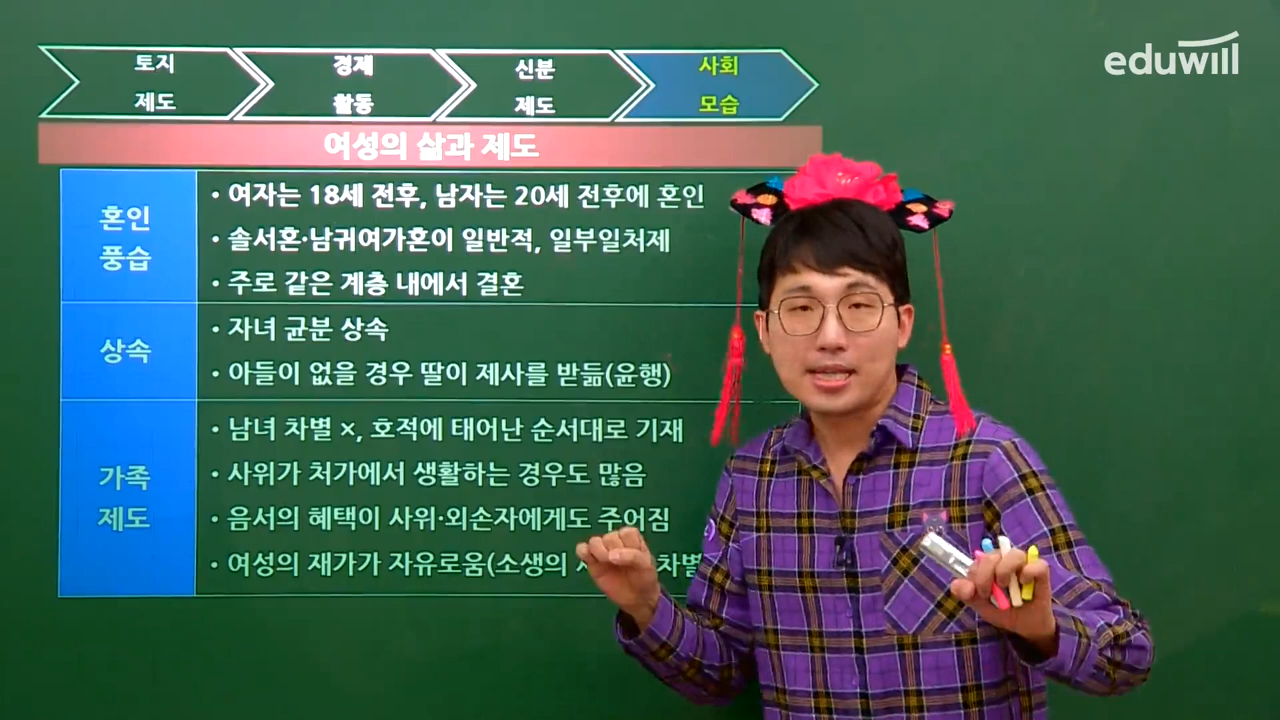 eduwill
토지 제도
경제 활동
신분 제도
사회 모습
여성의 삶과 제도
혼인 풍습
· 여자는 18세 전후, 남자는 20세 전후에 혼인
· 솔서혼·남귀여가혼이 일반적, 일부일처제
· 주로 같은 계층 내에서 결혼
상속
· 자녀 균분 상속
· 아들이 없을 경우 딸이 제사를 받듦(윤행)
가족 제도
· 남녀 차별 ×, 호적에 태어난 순서대로 기재
· 사위가 처가에서 생활하는 경우도 많음
· 음서의 혜택이 사위·외손자에게도 주어짐
· 여성의 재가가 자유로움(소생의 차별